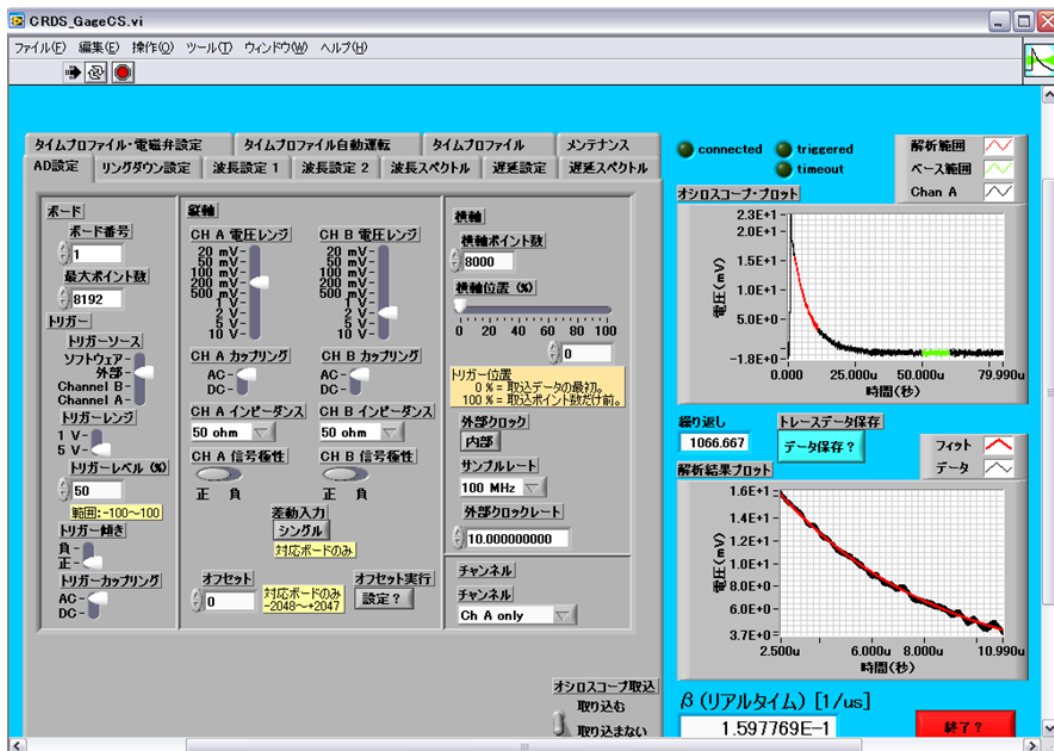 CRDS_GageCS.vi
ファイル(F) 編集(E) 操作(O) ツール(T) ウィンドウ(W) ヘルプ(H)
タイムプロファイル・電磁弁設定 タイムプロファイル自動運転 タイムプロファイル メンテナンス
AD設定 リングダウン設定 波長設定 1 波長設定 2 波長スペクトル 遅延設定 遅延スペクトル
ボード
ボード番号
1
最大ポイント数
8192
トリガー
トリガーソース
ソフトウェアー
外部
Channel B
Channel A
トリガーレンジ
1 V
5 V
トリガーレベル (%)
50
範囲:-100～100
トリガー傾き
負
正
トリガーカップリング
AC
DC
縦軸
CH A 電圧レンジ
20 mV
50 mV
100 mV
200 mV
500 mV
1 V
2 V
5 V
10 V
CH A カップリング
AC
DC
CH A インピーダンス
50 ohm
CH A 信号極性
正 負
CH B 電圧レンジ
20 mV
50 mV
100 mV
200 mV
500 mV
1 V
2 V
5 V
10 V
CH B カップリング
AC
DC
CH B インピーダンス
50 ohm
CH B 信号極性
正 負
差動入力
シングル
対応ボードのみ
オフセット
0
対応ボードのみ
-2048～+2047
オフセット実行
設定？
横軸
横軸ポイント数
8000
横軸位置 (%)
0 20 40 60 80 100
0
トリガー位置
0 % = 取込データの最初。
100 % = 取込ポイント数だけ前。
外部クロック
内部
サンプルレート
100 MHz
外部クロックレート
10.000000000
チャンネル
チャンネル
Ch A only
オシロスコープ取込
取り込む
取り込まない
connected triggered
timeout
解析範囲
ベース範囲
Chan A
オシロスコープ・プロット
電圧(mV)
2.3E+1
2.0E+1
1.5E+1
1.0E+1
5.0E+0
-1.8E+0
0.000 25.000u 50.000u 79.990u
時間(秒)
繰り返し
1066.667
トレースデータ保存
データ保存？
フィット
データ
解析結果プロット
電圧(mV)
1.6E+1
1.4E+1
1.2E+1
8.0E+0
6.0E+0
3.7E+0
2.500u 6.000u 8.000u 10.990u
時間(秒)
β (リアルタイム) [1/us]
1.597769E-1
終了？